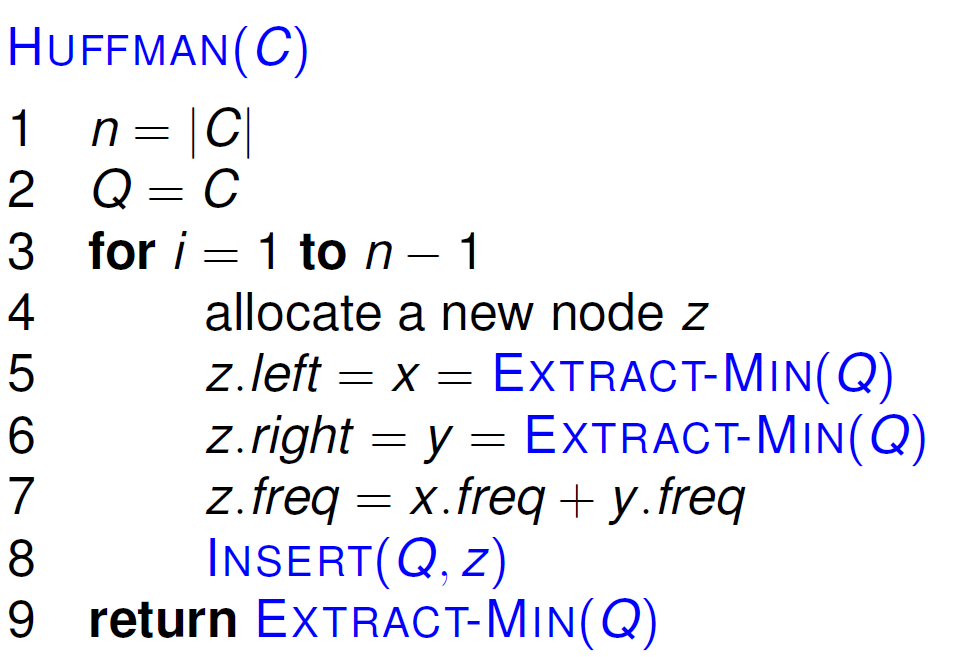 HUFFMAN(C)
1 n = |C|
2 Q = C
3 for i = 1 to n − 1
4 allocate a new node z
5 z.left = x = EXTRACT-MIN(Q)
6 z.right = y = EXTRACT-MIN(Q)
7 z.freq = x.freq + y.freq
8 INSERT(Q, z)
9 return EXTRACT-MIN(Q)